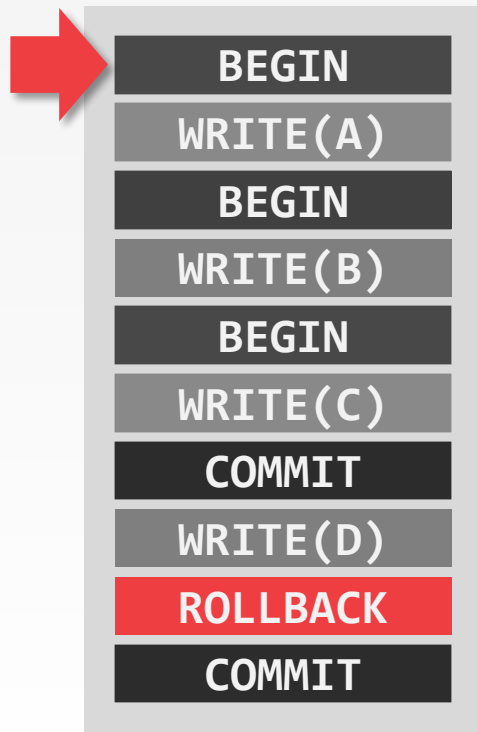 BEGIN
WRITE(A)
BEGIN
WRITE(B)
BEGIN
WRITE(C)
COMMIT
WRITE(D)
ROLLBACK
COMMIT